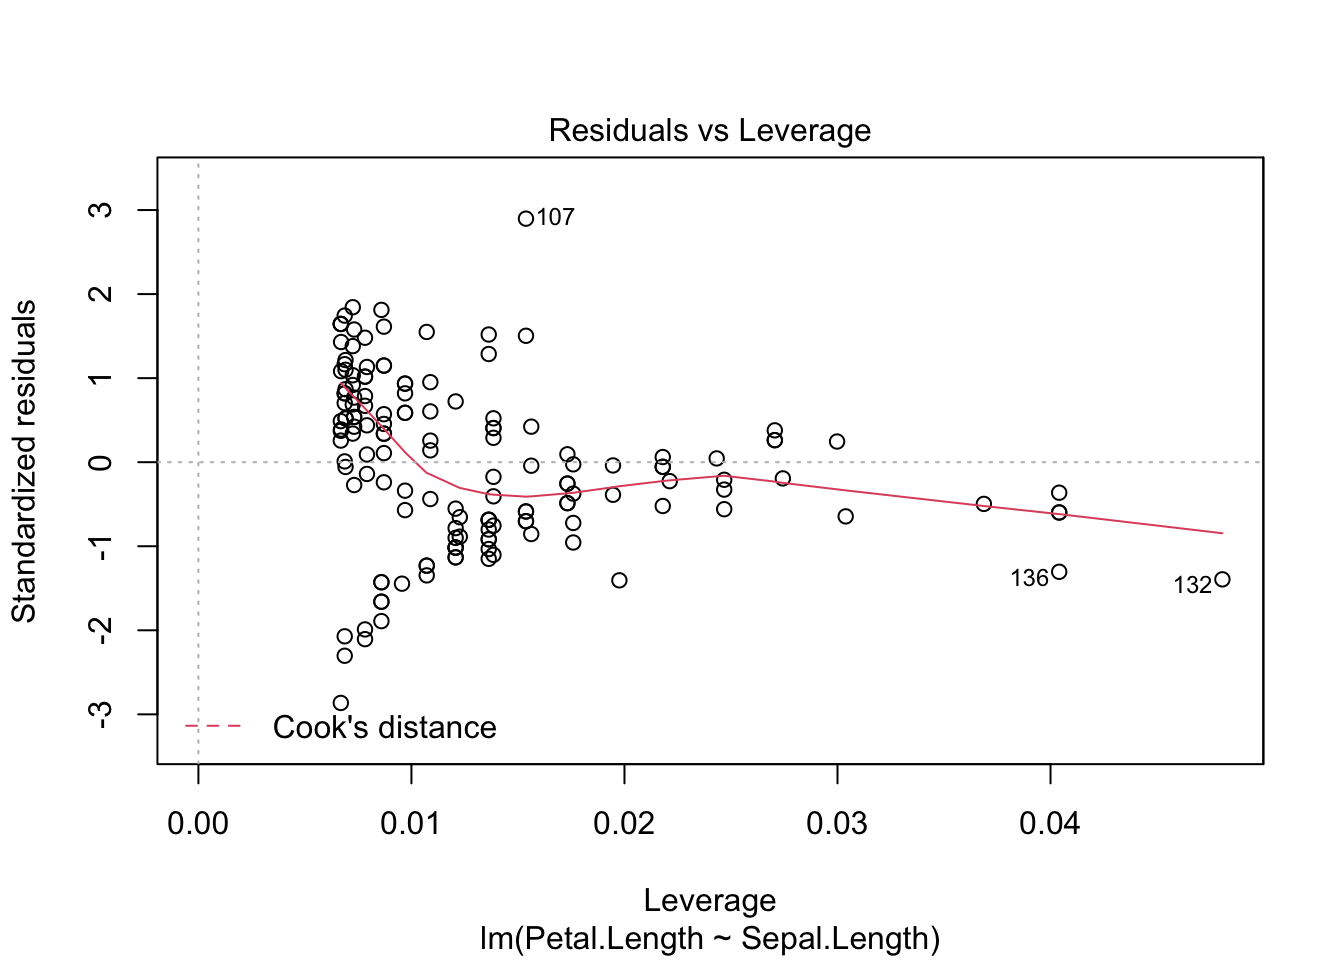 Residuals vs Leverage
Standardized residuals
3
2
1
0
-1
-2
-3
107
136
132
Cook's distance
0.00 0.01 0.02 0.03 0.04
Leverage
lm(Petal.Length ~ Sepal.Length)